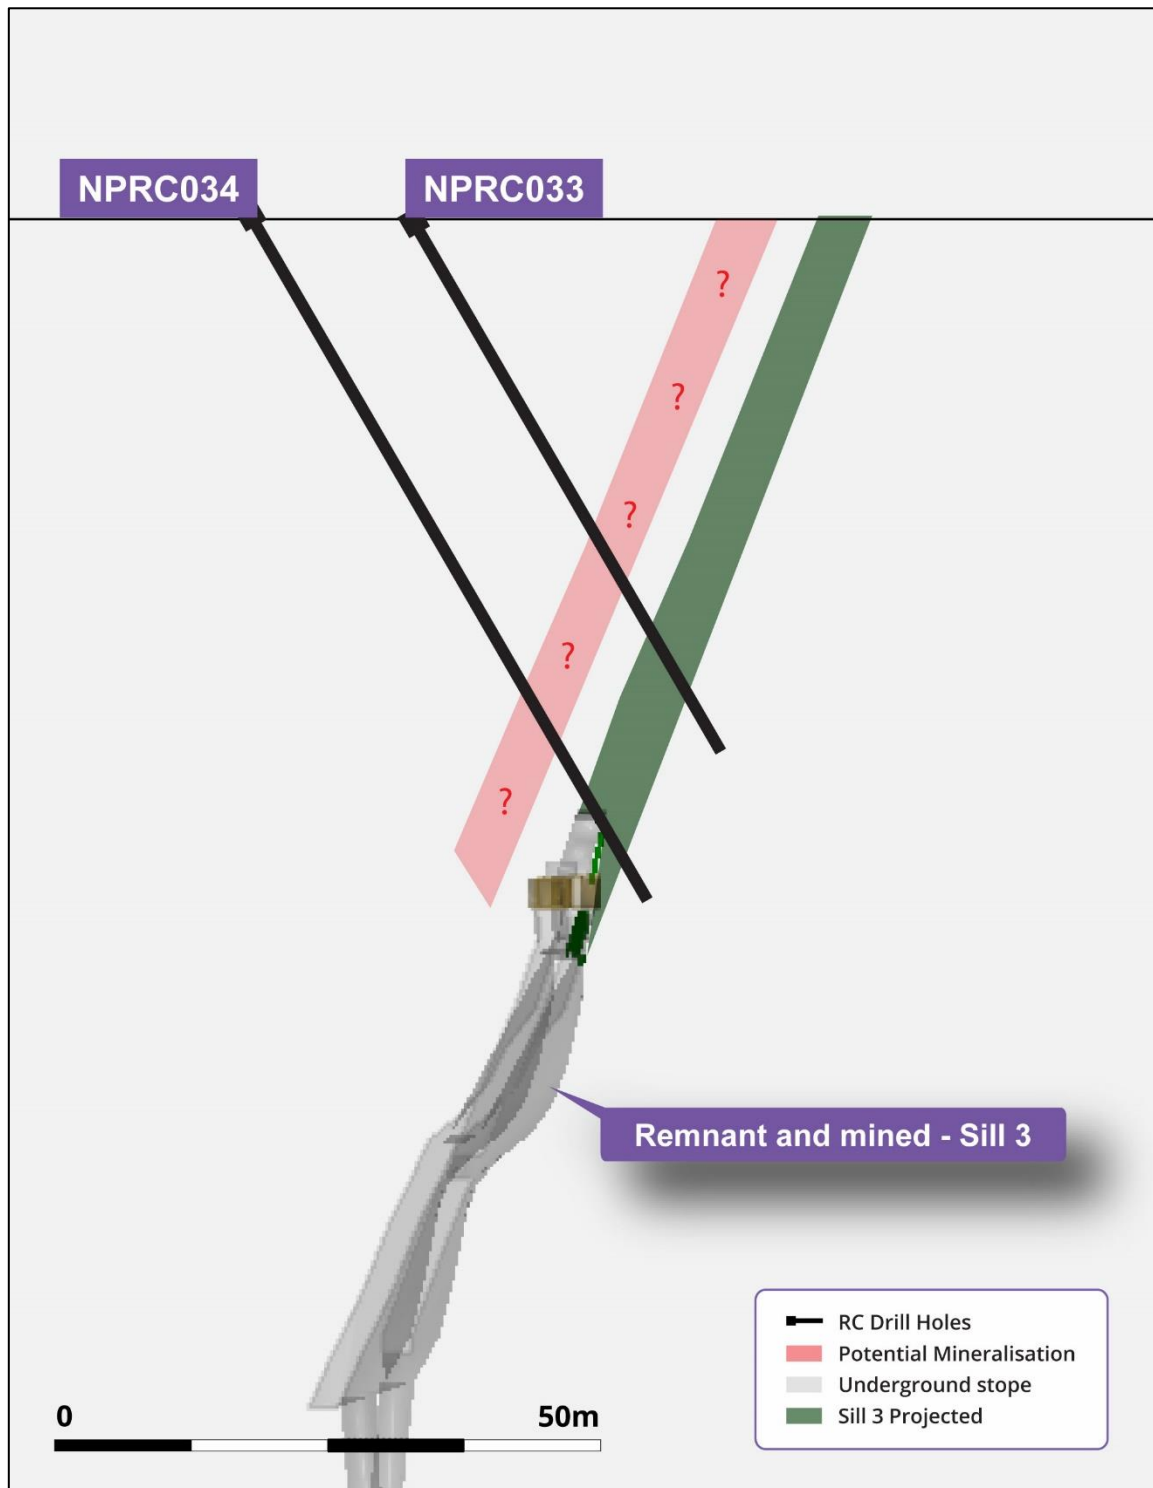 NPRC034
NPRC033
?
?
?
?
?
Remnant and mined - Sill 3
RC Drill Holes
Potential Mineralisation
Underground stope
Sill 3 Projected
0
50m